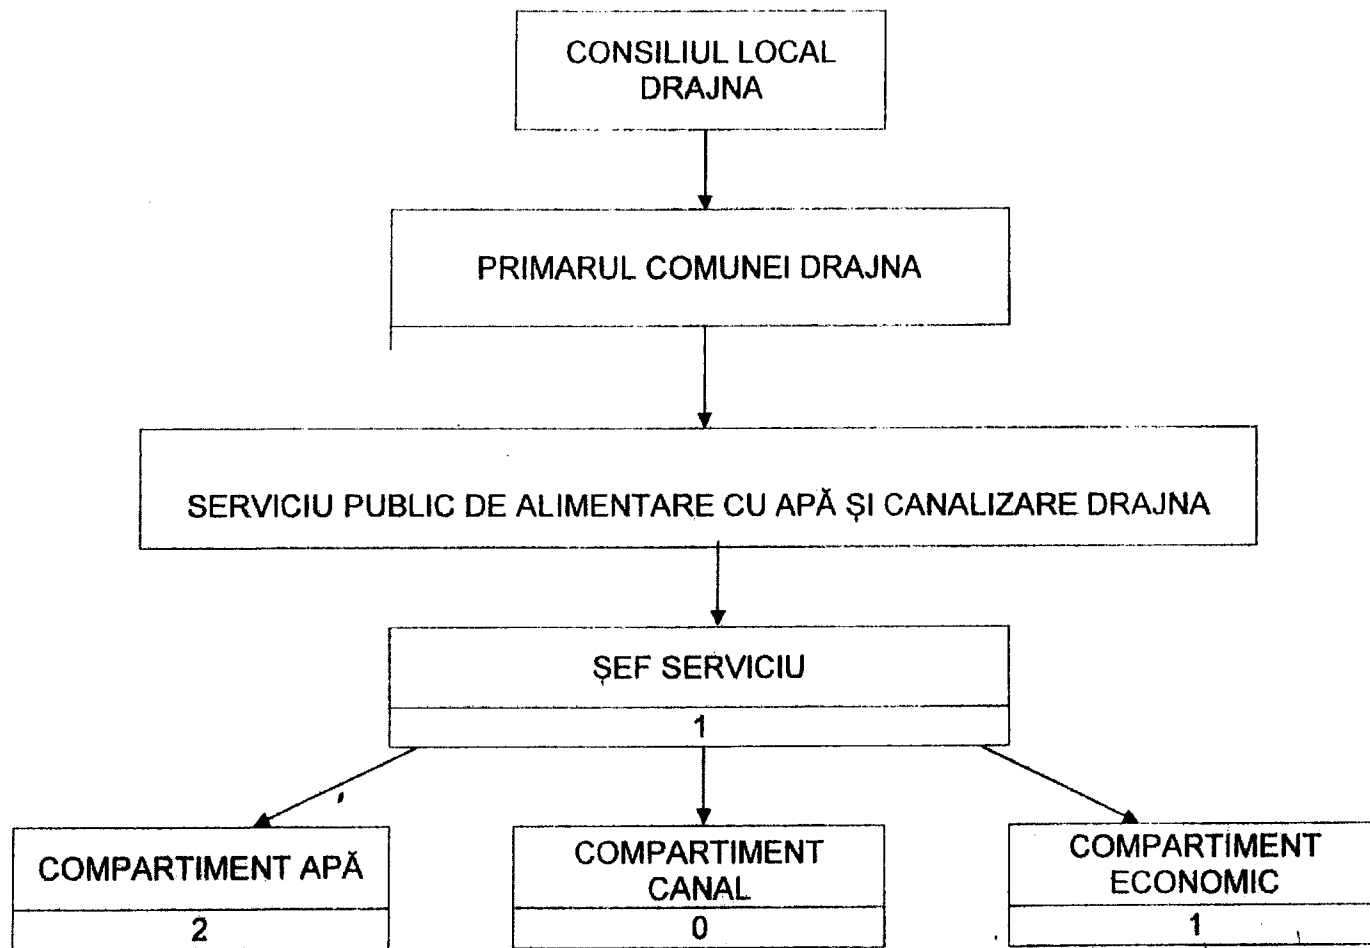 CONSILIUL LOCAL
DRAJNA
PRIMARUL COMUNEI DRAJNA
SERVICIU PUBLIC DE ALIMENTARE CU APĂ ȘI CANALIZARE DRAJNA
ȘEF SERVICIU
1
COMPARTIMENT APĂ
2
COMPARTIMENT
CANAL
0
COMPARTIMENT
ECONOMIC
1